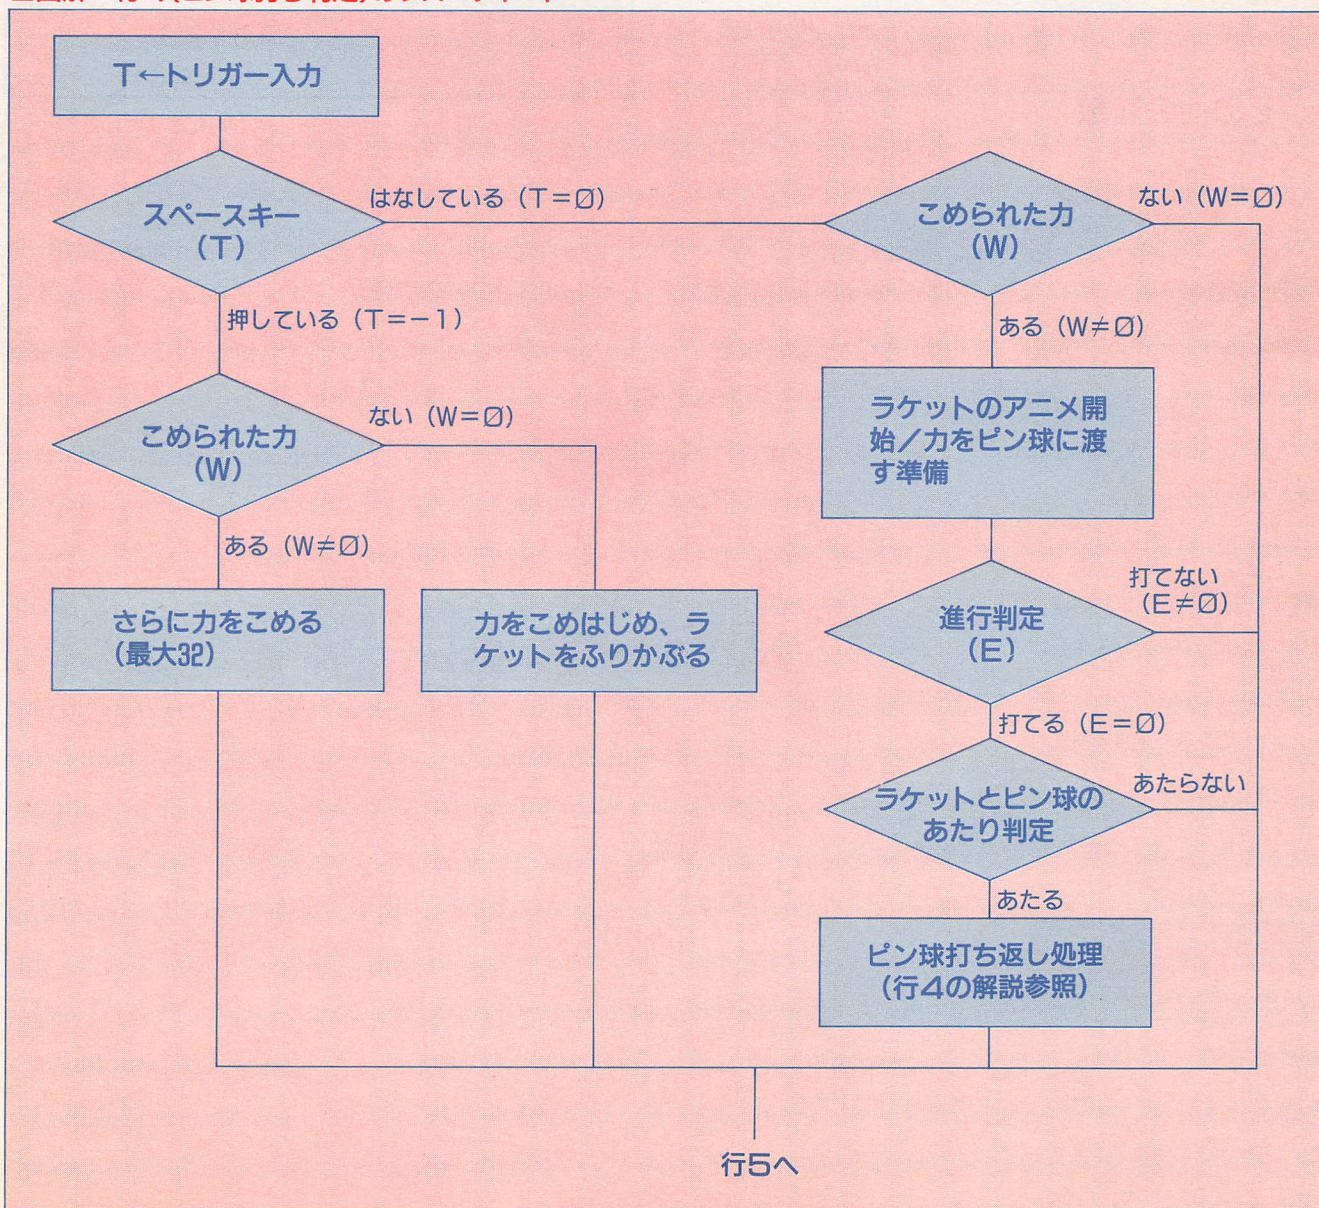 T←トリガー入力
スペースキー
(T)
はなしている（T＝0）
押している（T＝−1）
こめられた力
(W)
ない（W＝0）
ある（W≠0）
さらに力をこめる
(最大32)
力をこめはじめ、ラ
ケットをふりかぶる
こめられた力
(W)
ない（W＝0）
ある（W≠0）
ラケットのアニメ開
始／力をピン球に渡
す準備
進行判定
(E)
打てない
(E≠0)
打てる（E＝0）
ラケットとピン球の
あたり判定
あたらない
あたる
ピン球打ち返し処理
(行4の解説参照)
行5へ